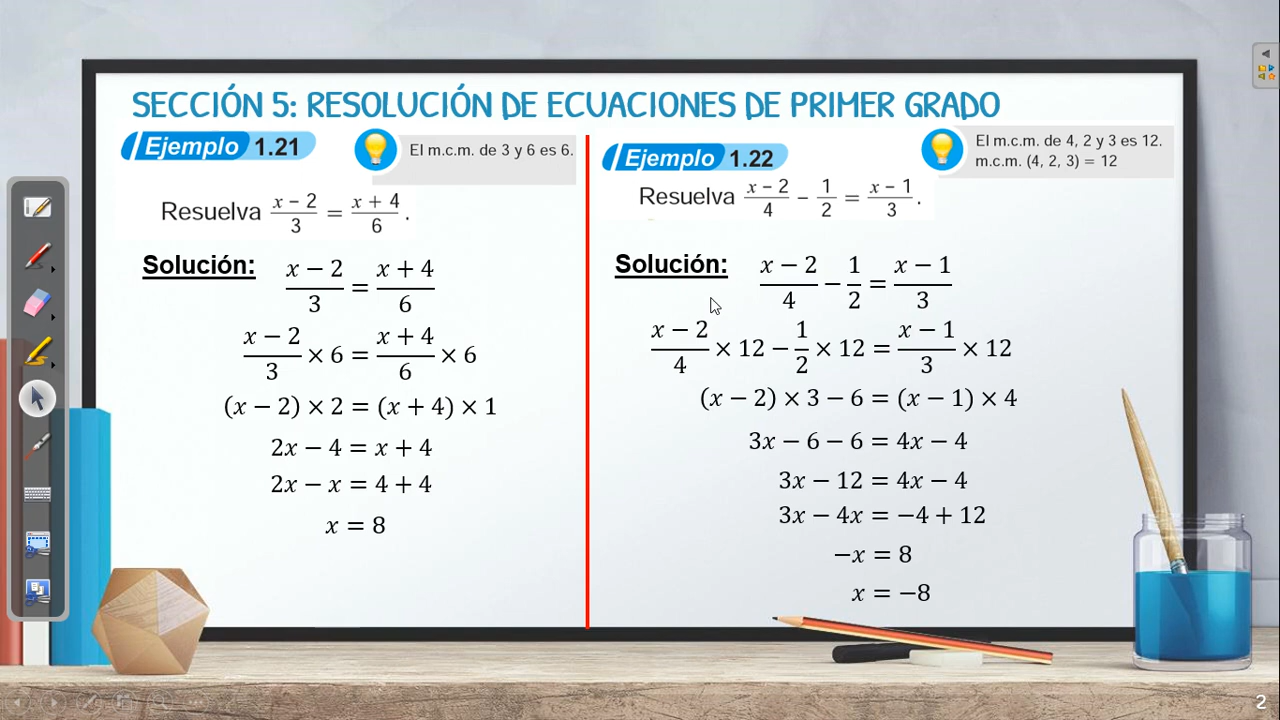 SECCIÓN 5: RESOLUCIÓN DE ECUACIONES DE PRIMER GRADO
Ejemplo 1.21
El m.c.m. de 3 y 6 es 6.
Resuelva (x − 2)/3 = (x + 4)/6.
Solución:
(x − 2)/3 = (x + 4)/6
(x − 2)/3 × 6 = (x + 4)/6 × 6
(x − 2) × 2 = (x + 4) × 1
2x − 4 = x + 4
2x − x = 4 + 4
x = 8
Ejemplo 1.22
El m.c.m. de 4, 2 y 3 es 12.
m.c.m. (4, 2, 3) = 12
Resuelva (x − 2)/4 − 1/2 = (x − 1)/3.
Solución:
(x − 2)/4 − 1/2 = (x − 1)/3
(x − 2)/4 × 12 − 1/2 × 12 = (x − 1)/3 × 12
(x − 2) × 3 − 6 = (x − 1) × 4
3x − 6 − 6 = 4x − 4
3x − 12 = 4x − 4
3x − 4x = −4 + 12
−x = 8
x = −8
2